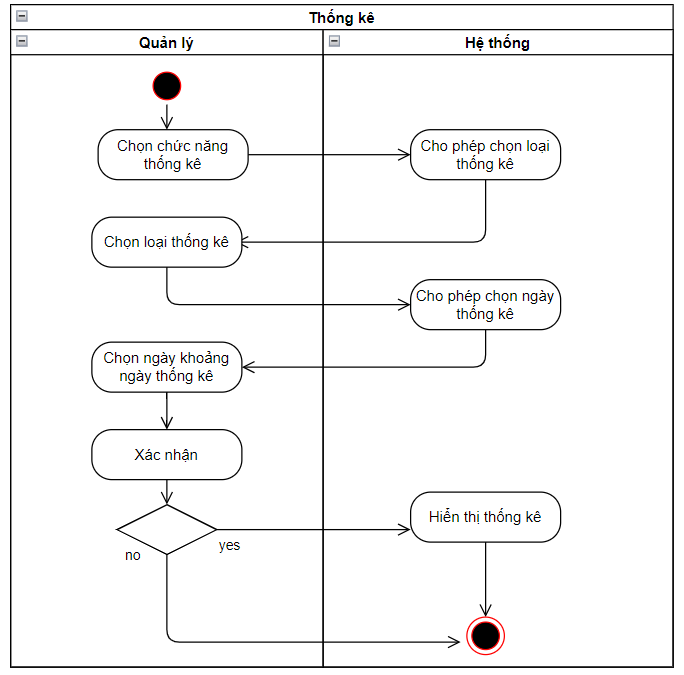 Thống kê
Quản lý
Hệ thống
Chọn chức năng
thống kê
Cho phép chọn loại
thống kê
Chọn loại thống kê
Cho phép chọn ngày
thống kê
Chọn ngày khoảng
ngày thống kê
Xác nhận
Hiển thị thống kê
yes
no